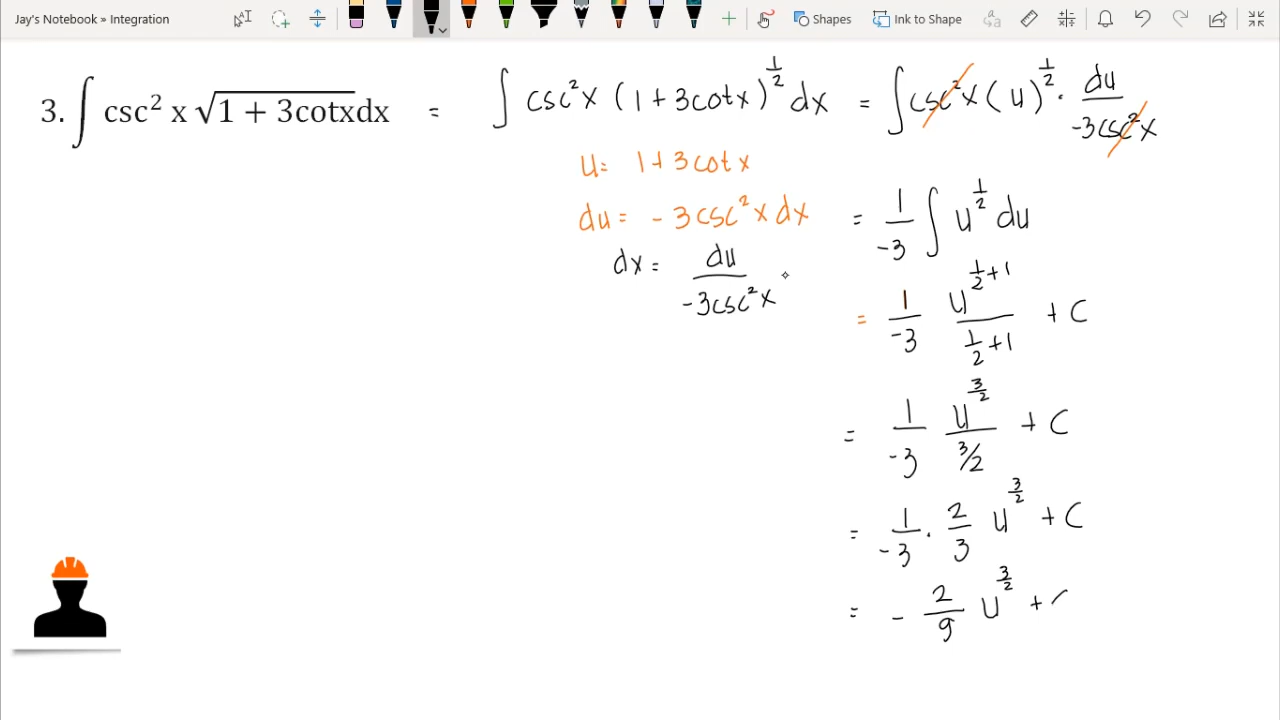 Jay's Notebook » Integration
Shapes
Ink to Shape
3. ∫ csc² x √(1 + 3cotx)dx = ∫ csc²x (1+3cotx)^(1/2) dx = ∫ csc²x (u)^(1/2) · du/(-3csc²x)
u = 1+3cotx
du = -3csc²x dx
dx = du/(-3csc²x)
= 1/-3 ∫ u^(1/2) du
= 1/-3 u^(1/2+1)/(1/2+1) + C
= 1/-3 u^(3/2)/(3/2) + C
= 1/-3 · 2/3 u^(3/2) + C
= - 2/9 u^(3/2) +